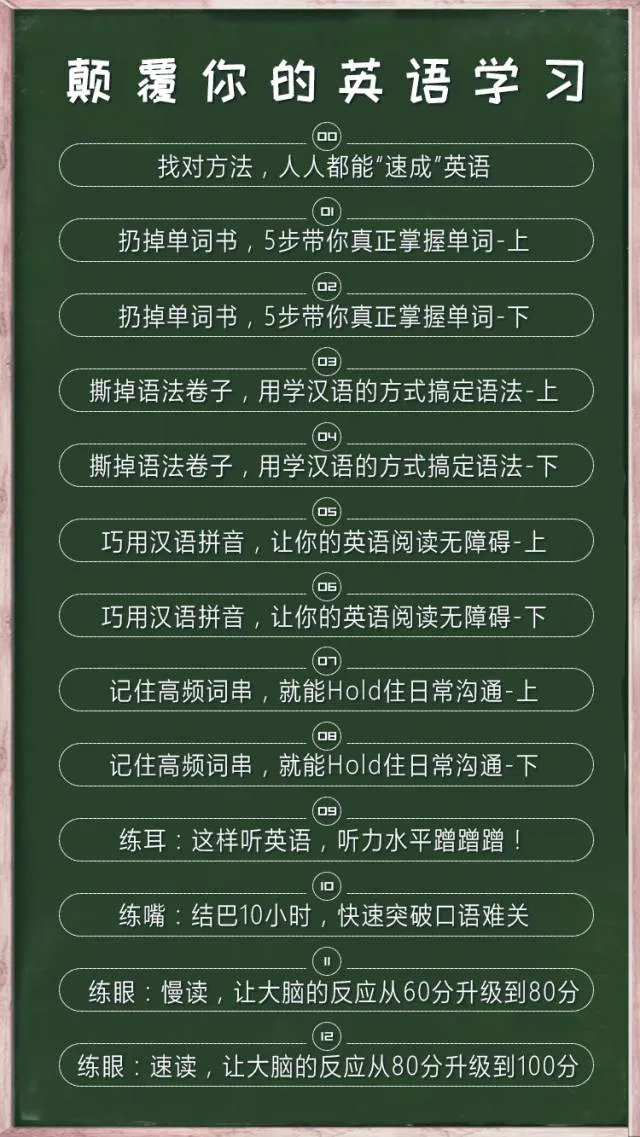 颠覆你的英语学习
00
找对方法，人人都能“速成”英语
01
扔掉单词书，5步带你真正掌握单词-上
02
扔掉单词书，5步带你真正掌握单词-下
03
撕掉语法卷子，用学汉语的方式搞定语法-上
04
撕掉语法卷子，用学汉语的方式搞定语法-下
05
巧用汉语拼音，让你的英语阅读无障碍-上
06
巧用汉语拼音，让你的英语阅读无障碍-下
07
记住高频词串，就能Hold住日常沟通-上
08
记住高频词串，就能Hold住日常沟通-下
09
练耳：这样听英语，听力水平蹭蹭蹭！
10
练嘴：结巴10小时，快速突破口语难关
11
练眼：慢读，让大脑的反应从60分升级到80分
12
练眼：速读，让大脑的反应从80分升级到100分